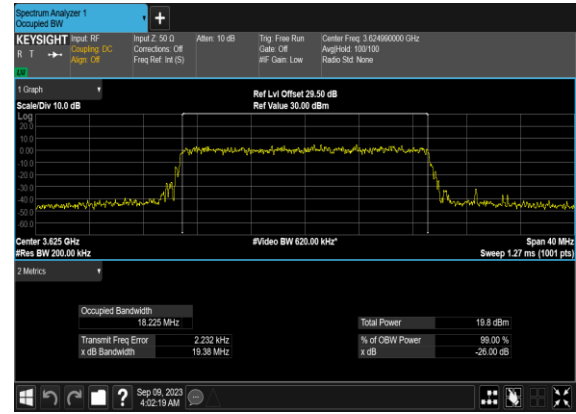 Spectrum Analyzer 1
Occupied BW
KEYSIGHT
R T
Input: RF
Coupling: DC
Align: Off
Input Z: 50 Ω
Corrections: Off
Freq Ref: Int (S)
Atten: 10 dB
Trig: Free Run
Gate: Off
#IF Gain: Low
Center Freq: 3.624990000 GHz
Avg|Hold: 100/100
Radio Std: None
LV
1 Graph
Scale/Div 10.0 dB
Ref Lvl Offset 29.50 dB
Ref Value 30.00 dBm
Log
20.0
10.0
0.00
-10.0
-20.0
-30.0
-40.0
-50.0
-60.0
Center 3.625 GHz
#Res BW 200.00 kHz
#Video BW 620.00 kHz*
Span 40 MHz
Sweep 1.27 ms (1001 pts)
2 Metrics
Occupied Bandwidth
18.225 MHz
Total Power 19.8 dBm
Transmit Freq Error 2.232 kHz
% of OBW Power 99.00 %
x dB Bandwidth 19.38 MHz
x dB -26.00 dB
?
Sep 09, 2023
4:02:19 AM